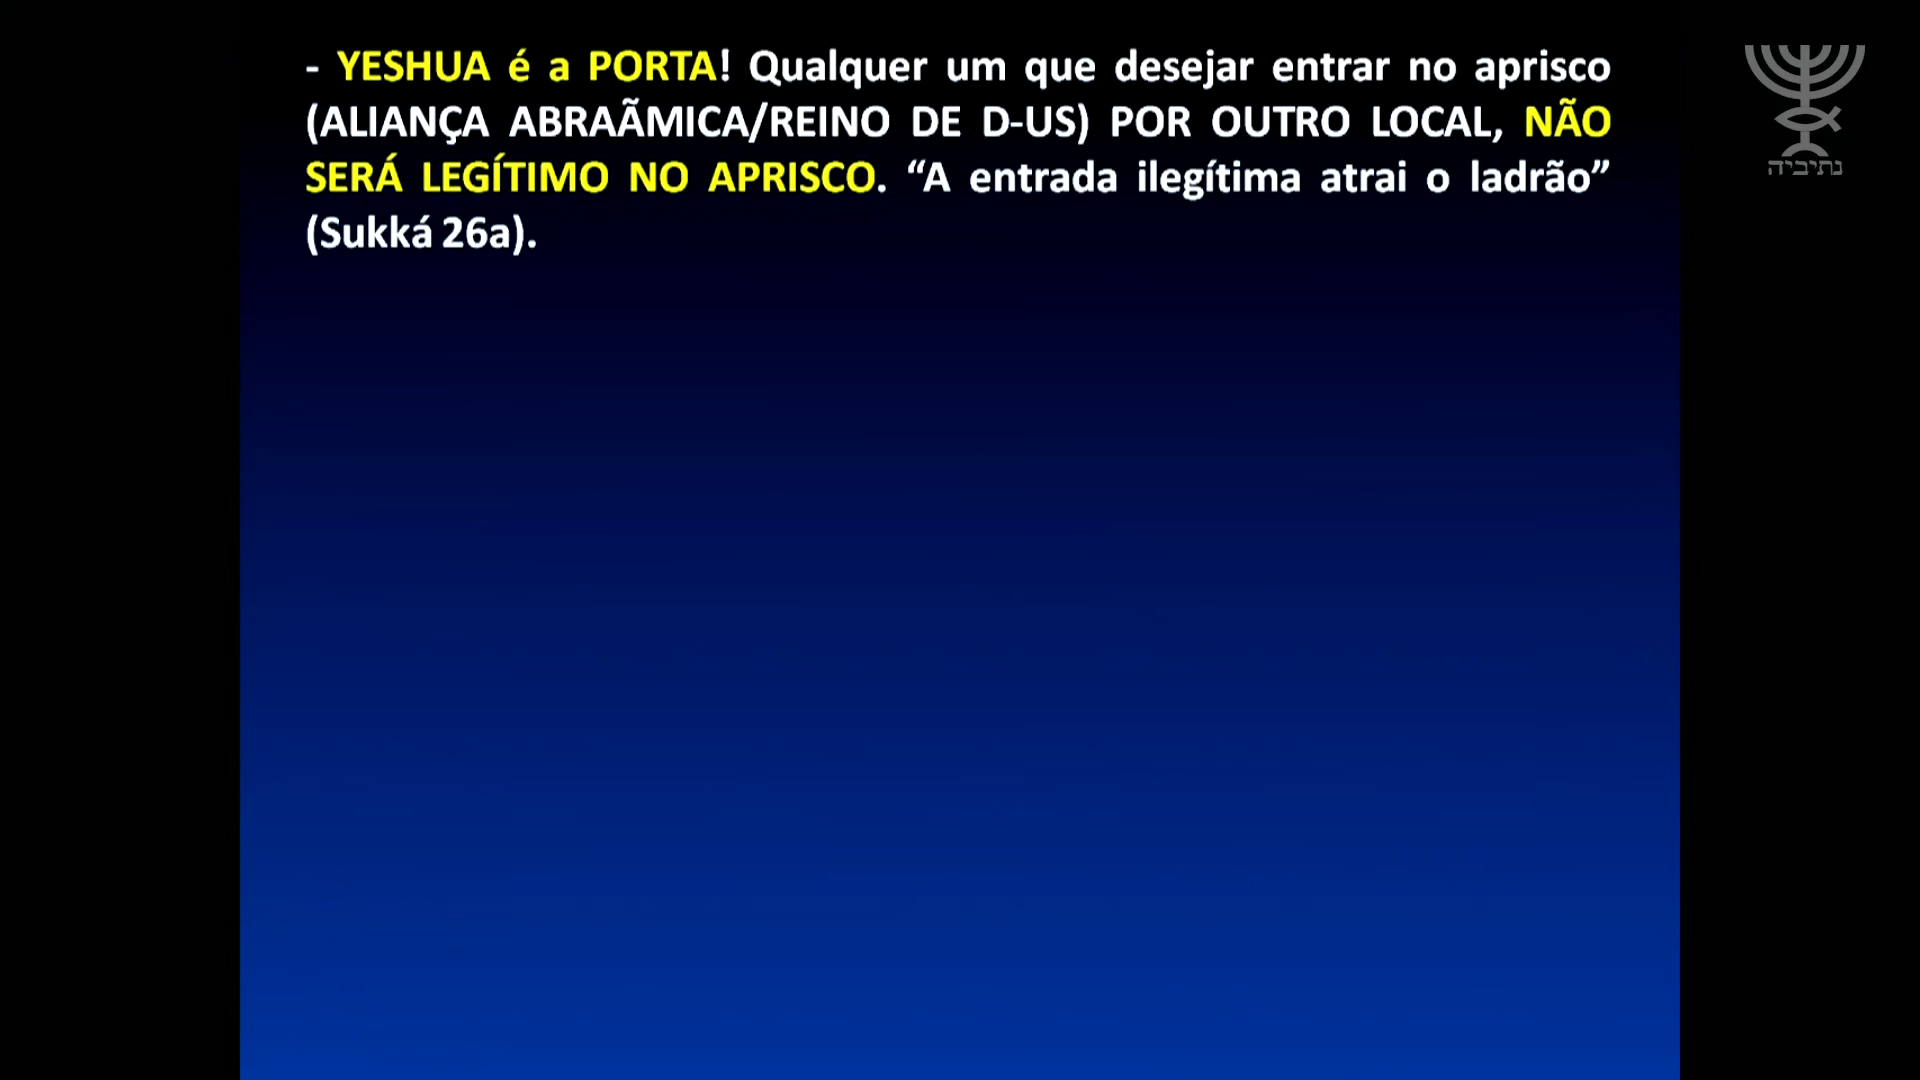 - YESHUA é a PORTA! Qualquer um que desejar entrar no aprisco
(ALIANÇA ABRAÃMICA/REINO DE D-US) POR OUTRO LOCAL, NÃO
SERÁ LEGÍTIMO NO APRISCO. “A entrada ilegítima atrai o ladrão”
(Sukká 26a).
נתיביה